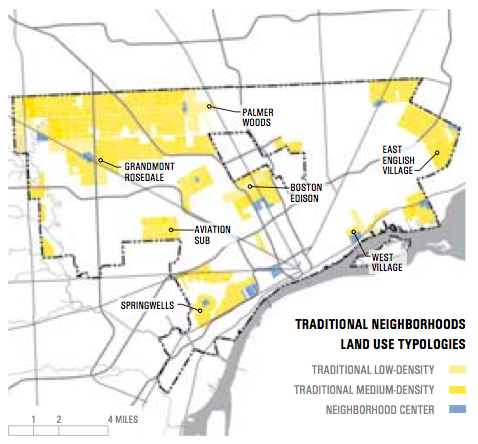 PALMER
WOODS
EAST
ENGLISH
VILLAGE
GRANDMONT
ROSEDALE
BOSTON
EDISON
AVIATION
SUB
WEST
VILLAGE
SPRINGWELLS
TRADITIONAL NEIGHBORHOODS
LAND USE TYPOLOGIES
TRADITIONAL LOW-DENSITY
TRADITIONAL MEDIUM-DENSITY
NEIGHBORHOOD CENTER
1 2 4 MILES